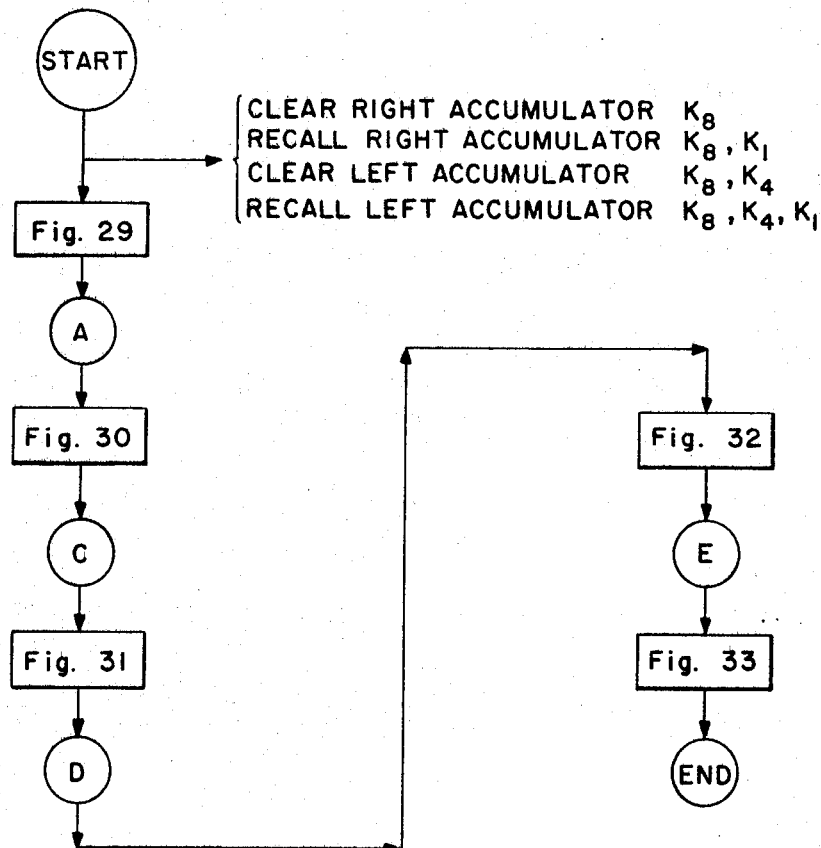 START
CLEAR RIGHT ACCUMULATOR K8
RECALL RIGHT ACCUMULATOR K8, K1
CLEAR LEFT ACCUMULATOR K8, K4
RECALL LEFT ACCUMULATOR K8, K4, K1
Fig. 29
A
Fig. 30
C
Fig. 31
D
Fig. 32
E
Fig. 33
END